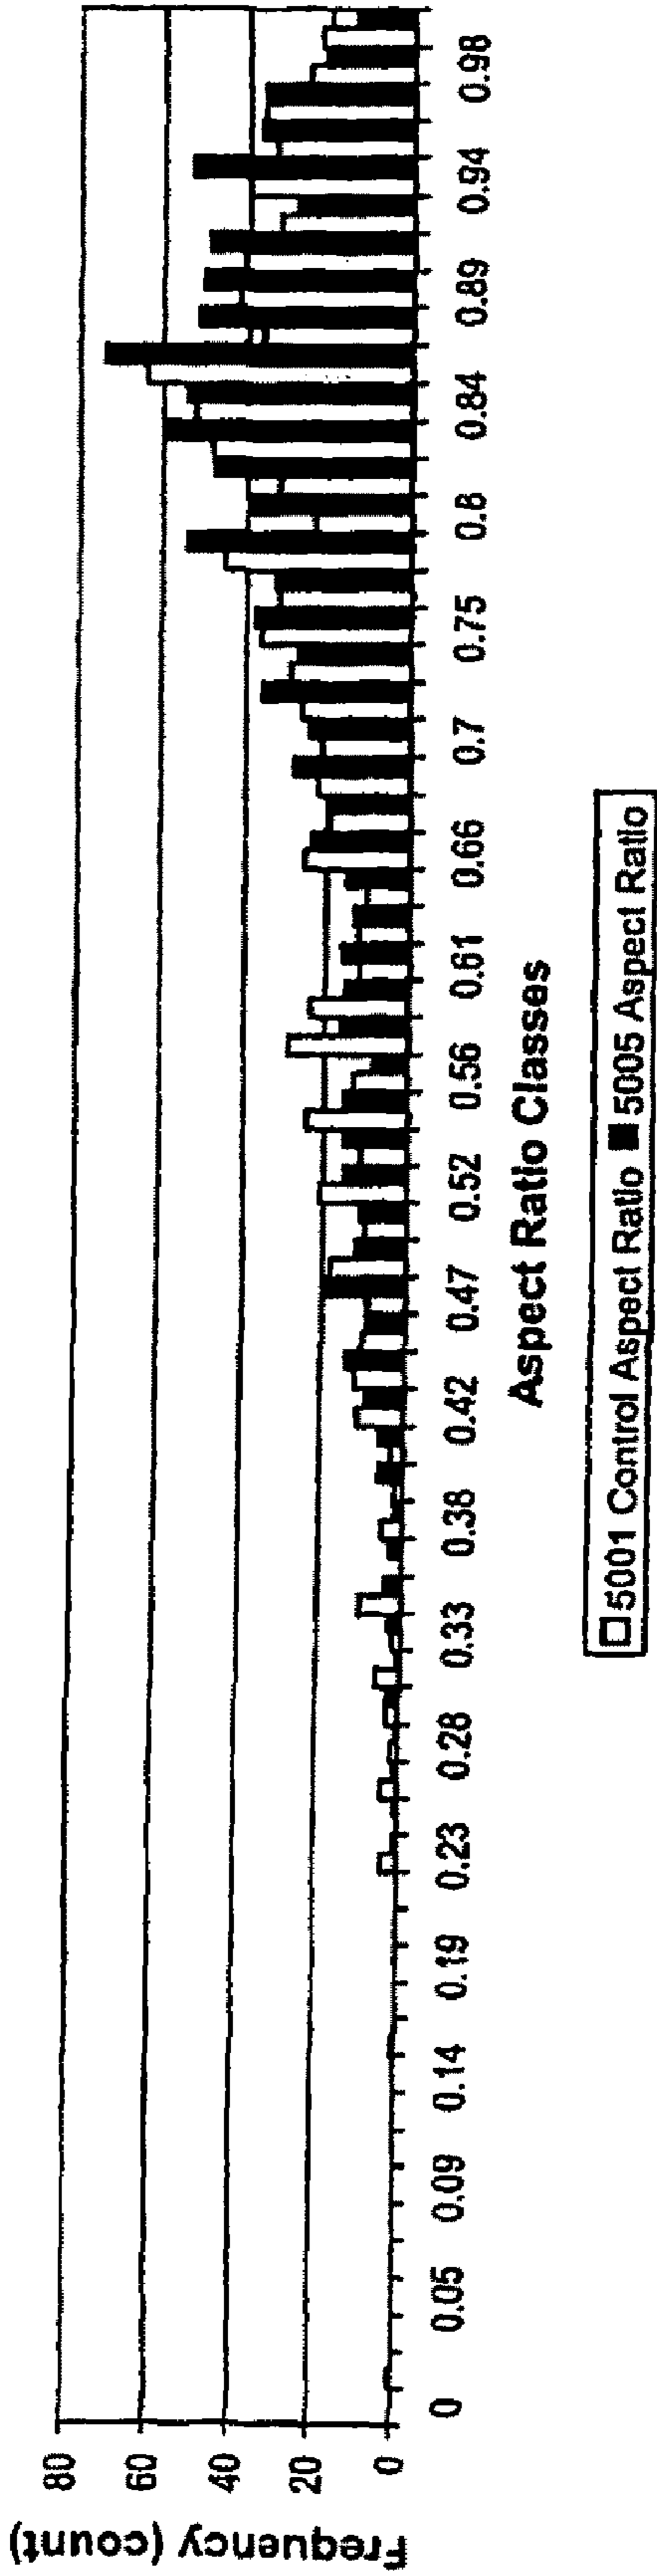 Frequency (count)
80
60
40
20
0
0 0.05 0.09 0.14 0.19 0.23 0.28 0.33 0.38 0.42 0.47 0.52 0.56 0.61 0.66 0.7 0.75 0.8 0.84 0.89 0.94 0.98
Aspect Ratio Classes
5001 Control Aspect Ratio 5005 Aspect Ratio